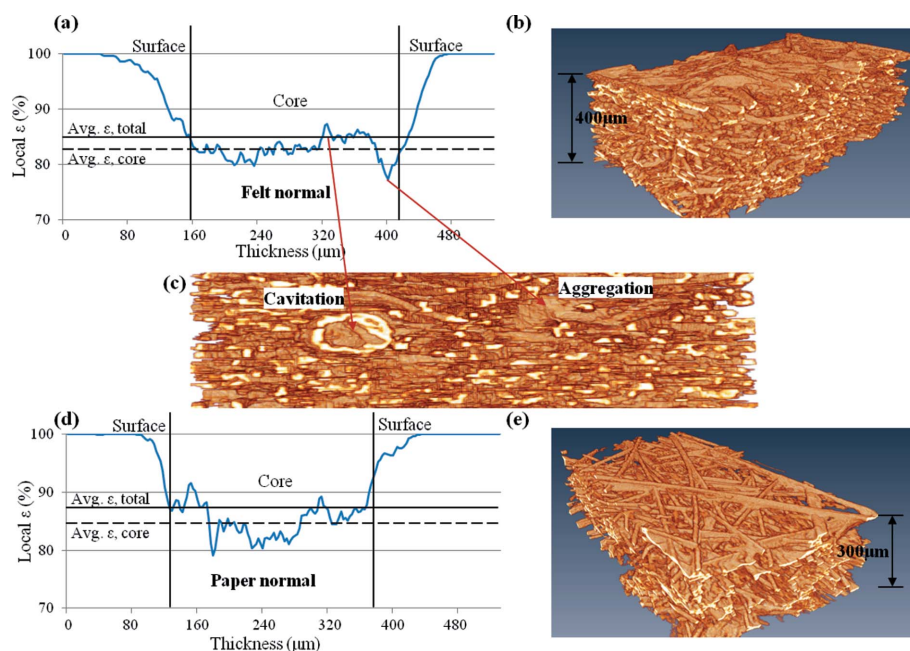 (a)
100
90
80
70
Local ε (%)
Surface
Surface
Core
Avg. ε, total
Avg. ε, core
Felt normal
0 80 160 240 320 400 480
Thickness (μm)
(b)
400μm
(c)
Cavitation
Aggregation
(d)
100
90
80
70
Local ε (%)
Surface
Surface
Core
Avg. ε, total
Avg. ε, core
Paper normal
0 80 160 240 320 400 480
Thickness (μm)
(e)
300μm